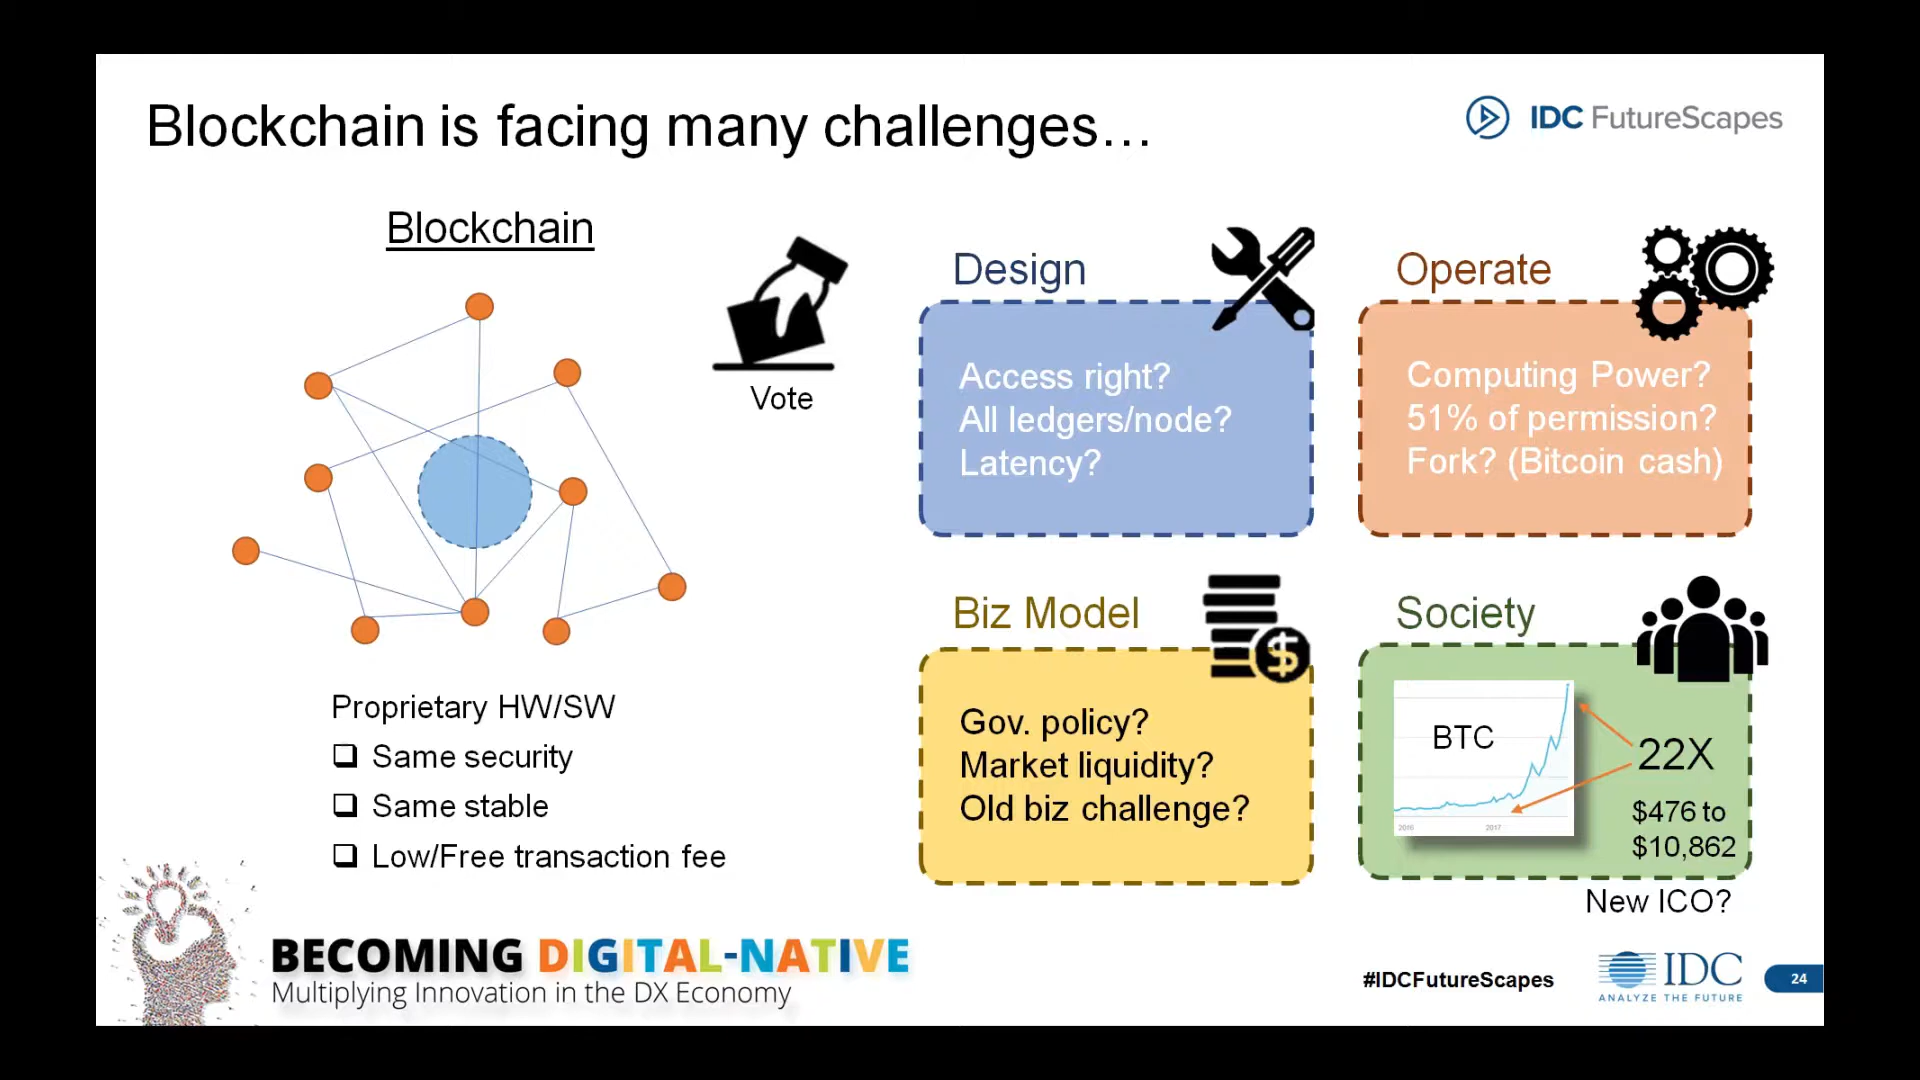 Blockchain is facing many challenges…
IDC FutureScapes
Blockchain
Vote
Proprietary HW/SW
Same security
Same stable
Low/Free transaction fee
Design
Access right?
All ledgers/node?
Latency?
Operate
Computing Power?
51% of permission?
Fork? (Bitcoin cash)
Biz Model
$
Gov. policy?
Market liquidity?
Old biz challenge?
Society
BTC
2016 2017
22X
$476 to
$10,862
New ICO?
BECOMING DIGITAL-NATIVE
Multiplying Innovation in the DX Economy
#IDCFutureScapes
IDC
ANALYZE THE FUTURE
24